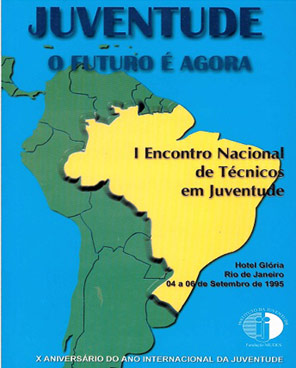 JUVENTUDE
O FUTURO É AGORA
I Encontro Nacional
de Técnicos
em Juventude
Hotel Glória
Rio de Janeiro
04 a 06 de Setembro de 1995
X ANIVERSÁRIO DO ANO INTERNACIONAL DA JUVENTUDE